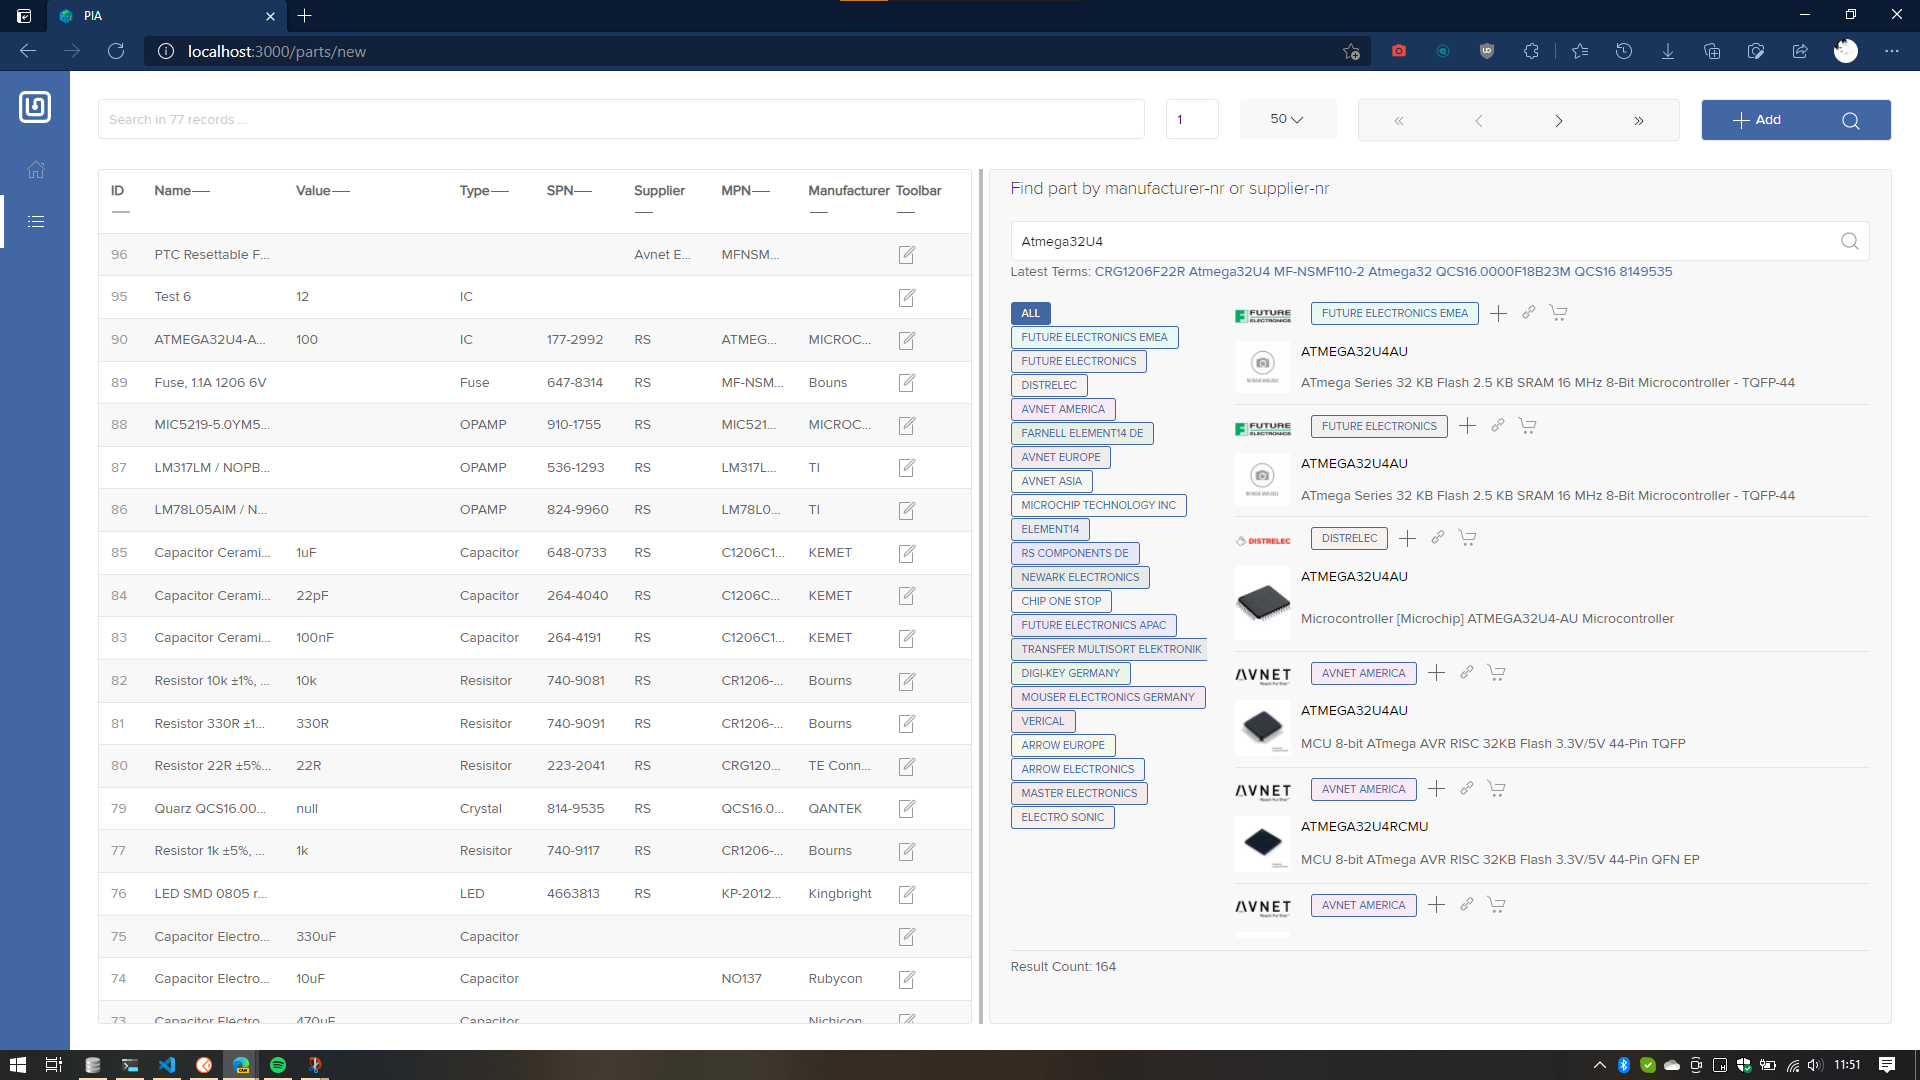 PIA
localhost:3000/parts/new
Search in 77 records ...
1
50
Add
ID Name Value Type SPN Supplier MPN Manufacturer Toolbar
96 PTC Resettable F... Avnet E... MFNSM...
95 Test 6 12 IC
90 ATMEGA32U4-A... 100 IC 177-2992 RS ATMEG... MICROC...
89 Fuse, 1.1A 1206 6V Fuse 647-8314 RS MF-NSM... Bouns
88 MIC5219-5.0YM5... OPAMP 910-1755 RS MIC521... MICROC...
87 LM317LM / NOPB... OPAMP 536-1293 RS LM317L... TI
86 LM78L05AIM / N... OPAMP 824-9960 RS LM78L0... TI
85 Capacitor Cerami... 1uF Capacitor 648-0733 RS C1206C1... KEMET
84 Capacitor Cerami... 22pF Capacitor 264-4040 RS C1206C... KEMET
83 Capacitor Cerami... 100nF Capacitor 264-4191 RS C1206C1... KEMET
82 Resistor 10k ±1%, ... 10k Resisitor 740-9081 RS CR1206-... Bourns
81 Resistor 330R ±1... 330R Resisitor 740-9091 RS CR1206-... Bourns
80 Resistor 22R ±5%... 22R Resisitor 223-2041 RS CRG120... TE Conn...
79 Quarz QCS16.00... null Crystal 814-9535 RS QCS16.0... QANTEK
77 Resistor 1k ±5%, ... 1k Resisitor 740-9117 RS CR1206-... Bourns
76 LED SMD 0805 r... LED 4663813 RS KP-2012... Kingbright
75 Capacitor Electro... 330uF Capacitor
74 Capacitor Electro... 10uF Capacitor NO137 Rubycon
73 Capacitor Electro... 470uF Capacitor Nichicon
Find part by manufacturer-nr or supplier-nr
Atmega32U4
Latest Terms: CRG1206F22R Atmega32U4 MF-NSMF110-2 Atmega32 QCS16.0000F18B23M QCS16 8149535
ALL
FUTURE ELECTRONICS EMEA
FUTURE ELECTRONICS
DISTRELEC
AVNET AMERICA
FARNELL ELEMENT14 DE
AVNET EUROPE
AVNET ASIA
MICROCHIP TECHNOLOGY INC
ELEMENT14
RS COMPONENTS DE
NEWARK ELECTRONICS
CHIP ONE STOP
FUTURE ELECTRONICS APAC
TRANSFER MULTISORT ELEKTRONIK
DIGI-KEY GERMANY
MOUSER ELECTRONICS GERMANY
VERICAL
ARROW EUROPE
ARROW ELECTRONICS
MASTER ELECTRONICS
ELECTRO SONIC
FUTURE ELECTRONICS FUTURE ELECTRONICS EMEA
ATMEGA32U4AU
ATmega Series 32 KB Flash 2.5 KB SRAM 16 MHz 8-Bit Microcontroller - TQFP-44
FUTURE ELECTRONICS FUTURE ELECTRONICS
ATMEGA32U4AU
ATmega Series 32 KB Flash 2.5 KB SRAM 16 MHz 8-Bit Microcontroller - TQFP-44
DISTRELEC DISTRELEC
ATMEGA32U4AU
Microcontroller [Microchip] ATMEGA32U4-AU Microcontroller
AVNET AVNET AMERICA
ATMEGA32U4AU
MCU 8-bit ATmega AVR RISC 32KB Flash 3.3V/5V 44-Pin TQFP
AVNET AVNET AMERICA
ATMEGA32U4RCMU
MCU 8-bit ATmega AVR RISC 32KB Flash 3.3V/5V 44-Pin QFN EP
AVNET AVNET AMERICA
Result Count: 164
11:51